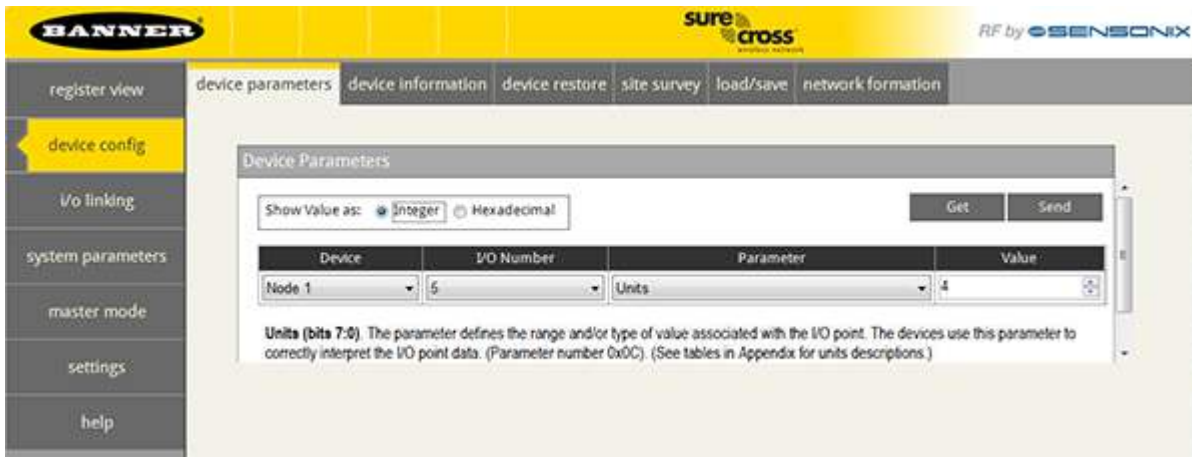 BANNER
sure cross
wireless network
RF by SENSONIX
register view
device config
i/o linking
system parameters
master mode
settings
help
device parameters device information device restore site survey load/save network formation
Device Parameters
Show Value as: Integer Hexadecimal
Get Send
Device I/O Number Parameter Value
Node 1 5 Units 4
Units (bits 7:0). The parameter defines the range and/or type of value associated with the I/O point. The devices use this parameter to
correctly interpret the I/O point data. (Parameter number 0x0C). (See tables in Appendix for units descriptions.)